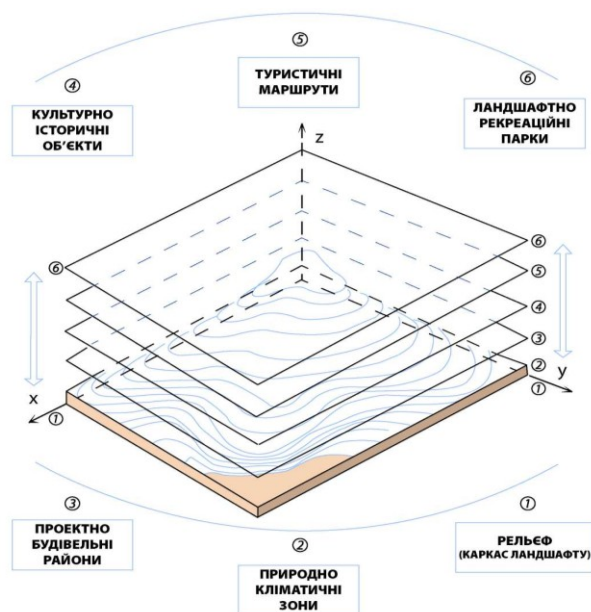 ⑤
④
ТУРИСТИЧНІ
МАРШРУТИ
⑥
КУЛЬТУРНО
ІСТОРИЧНІ
ОБ’ЄКТИ
ЛАНДШАФТНО
РЕКРЕАЦІЙНІ
ПАРКИ
z
⑥
⑥
⑤
④
③
②
①
x
①
y
③
①
ПРОЕКТНО
БУДІВЕЛЬНІ
РАЙОНИ
②
РЕЛЬЄФ
(КАРКАС ЛАНДШАФТУ)
ПРИРОДНО
КЛІМАТИЧНІ
ЗОНИ